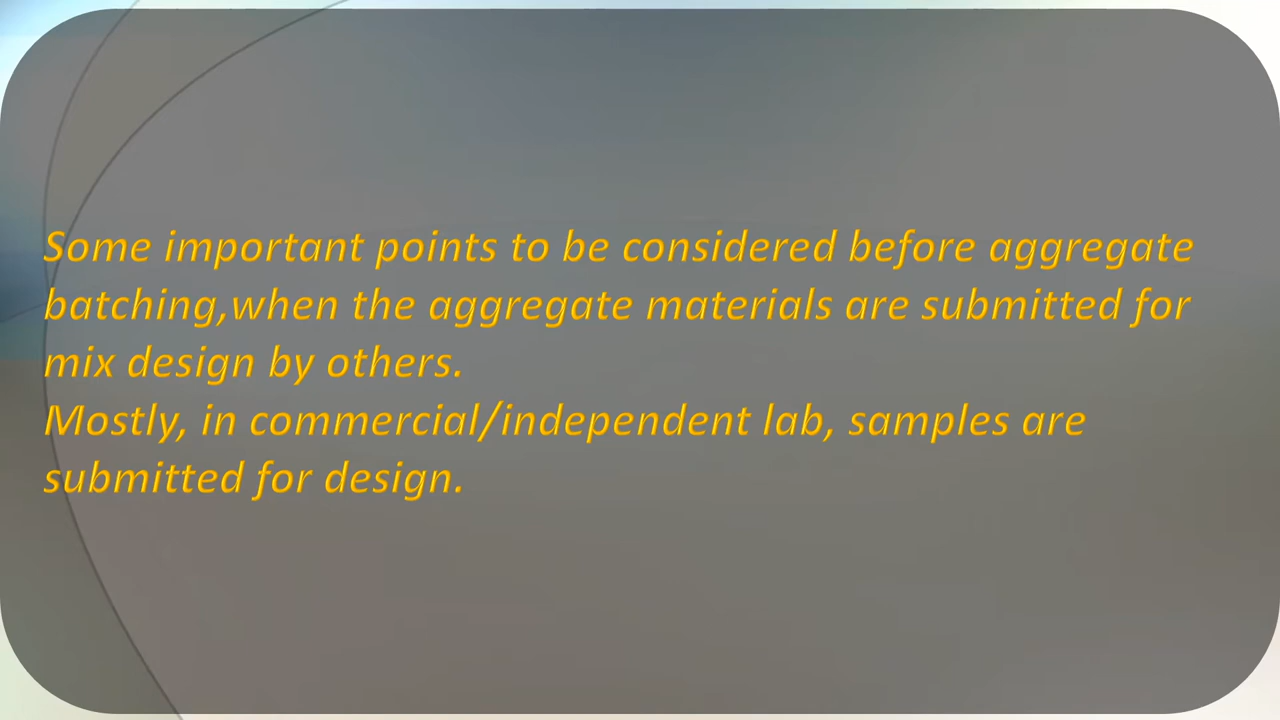 Some important points to be considered before aggregate
batching,when the aggregate materials are submitted for
mix design by others.
Mostly, in commercial/independent lab, samples are
submitted for design.